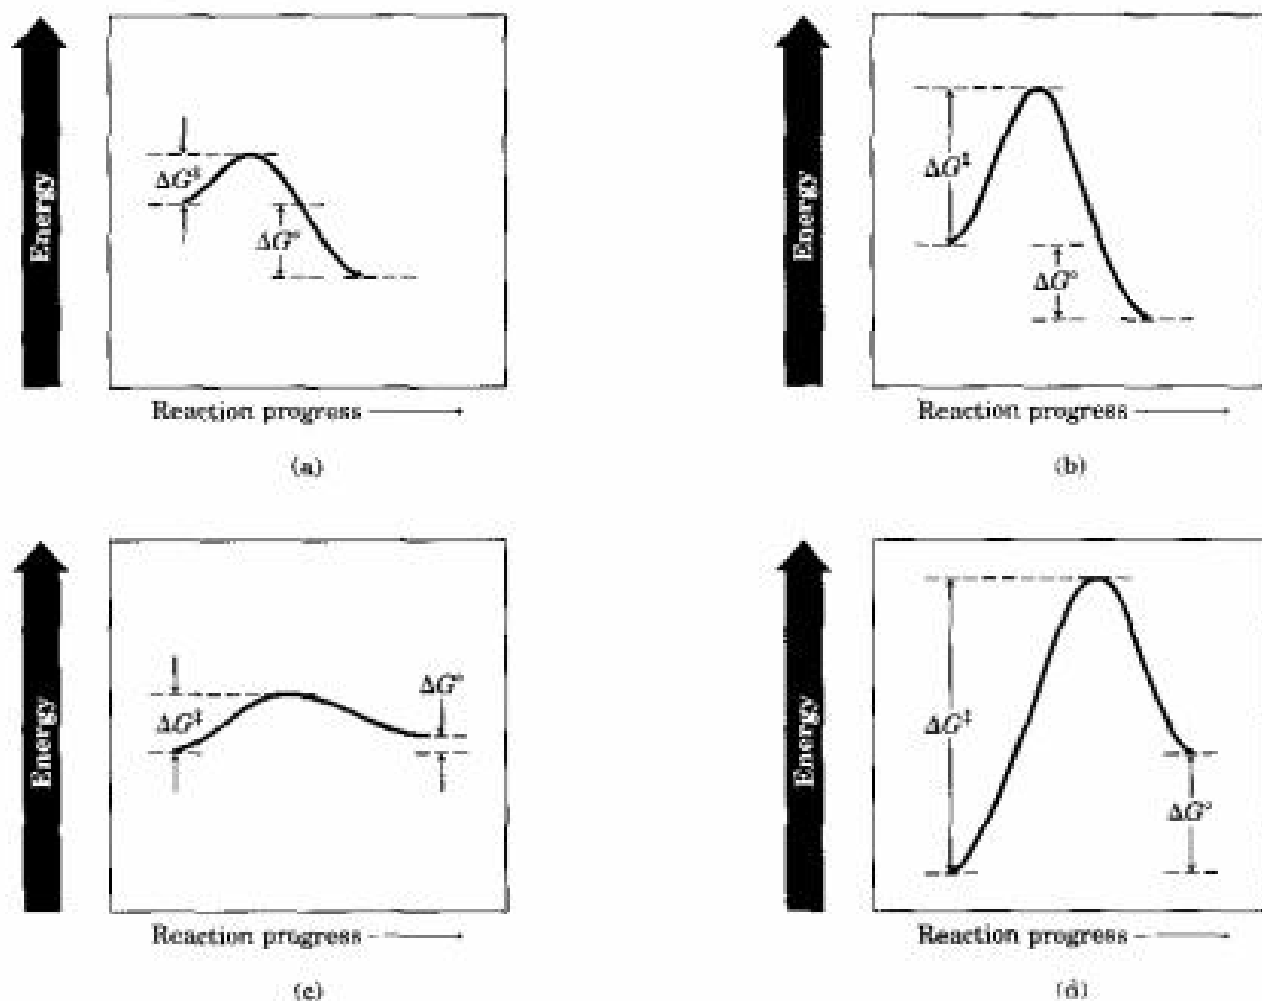 Energy
ΔG‡
ΔG°
Reaction progress
(a)
Energy
ΔG‡
ΔG°
Reaction progress
(b)
Energy
ΔG‡
ΔG°
Reaction progress
(c)
Energy
ΔG‡
ΔG°
Reaction progress
(d)